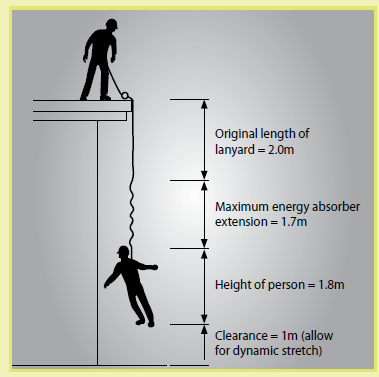 Original length of
lanyard = 2.0m
Maximum energy absorber
extension = 1.7m
Height of person = 1.8m
Clearance = 1m (allow
for dynamic stretch)